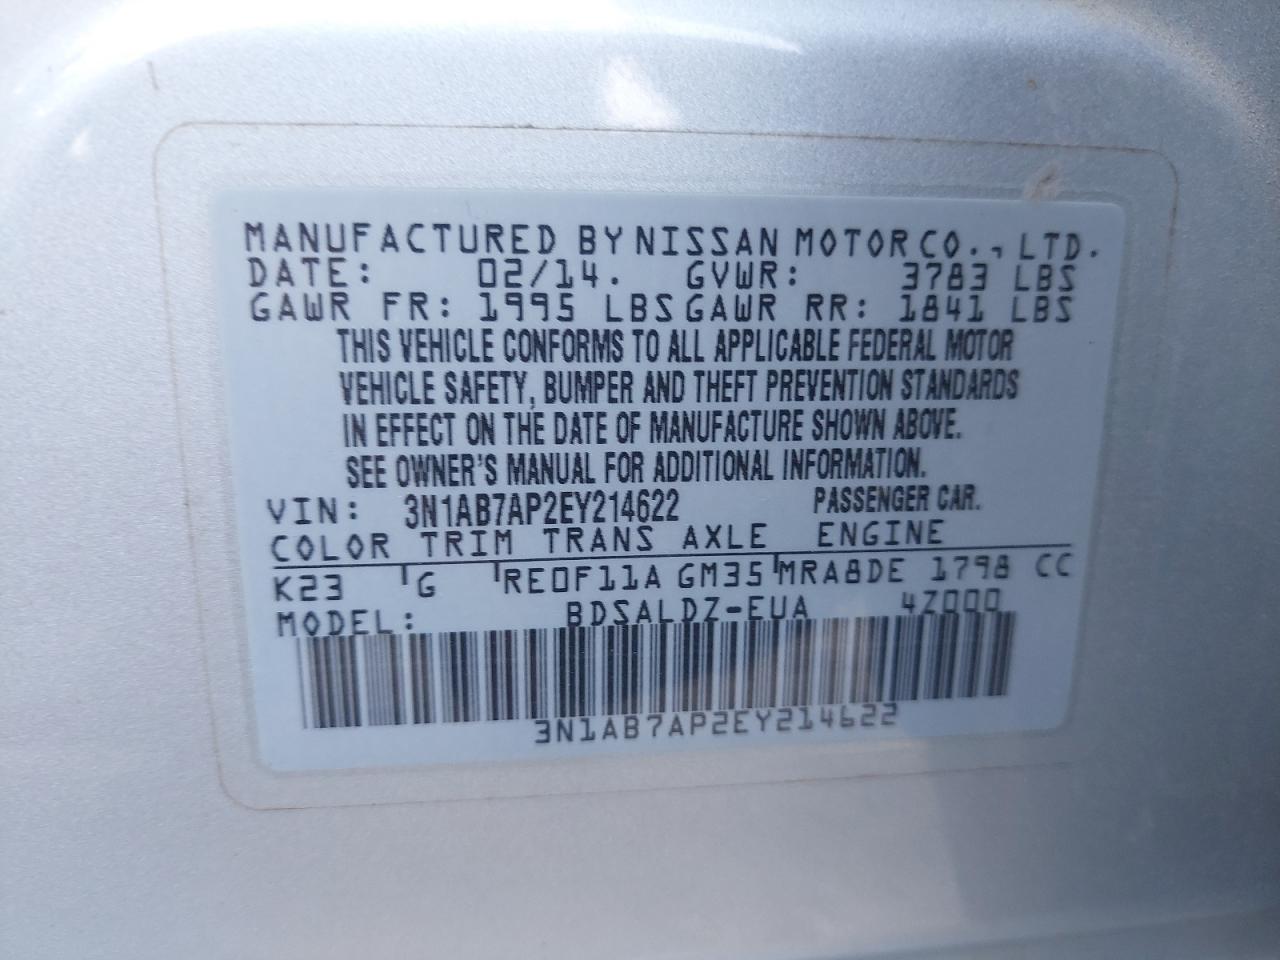 MANUFACTURED BY NISSAN MOTOR CO., LTD.
DATE: 02/14. GVWR: 3783 LBS
GAWR FR: 1995 LBS GAWR RR: 1841 LBS
THIS VEHICLE CONFORMS TO ALL APPLICABLE FEDERAL MOTOR
VEHICLE SAFETY, BUMPER AND THEFT PREVENTION STANDARDS
IN EFFECT ON THE DATE OF MANUFACTURE SHOWN ABOVE.
SEE OWNER'S MANUAL FOR ADDITIONAL INFORMATION.
VIN: 3N1AB7AP2EY214622 PASSENGER CAR.
COLOR TRIM TRANS AXLE ENGINE
K23 G RE0F11A GM35 MRA8DE 1798 CC
MODEL: BDSALDZ-EUA 4Z000
3N1AB7AP2EY214622